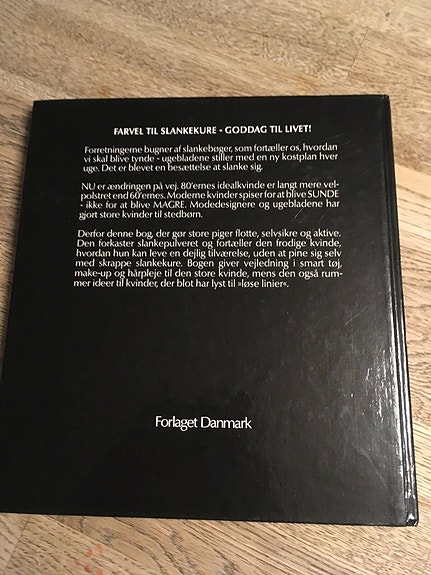 FARVEL TIL SLANKEKURE - GODDAG TIL LIVET!
Forretningerne bugner af slankebøger, som fortæller os, hvordan
vi skal blive tynde - ugebladene stiller med en ny kostplan hver
uge. Det er blevet en besættelse at slanke sig.
NU er ændringen på vej. 80'ernes idealkvinde er langt mere vel-
polstret end 60'ernes. Moderne kvinder spiser for at blive SUNDE
- ikke for at blive MAGRE. Modedesignere og ugebladene har
gjort store kvinder til stedbørn.
Derfor denne bog, der gør store piger flotte, selvsikre og aktive.
Den forkaster slankepulveret og fortæller den frodige kvinde,
hvordan hun kan leve en dejlig tilværelse, uden at pine sig selv
med skrappe slankekure. Bogen giver vejledning i smart tøj,
make-up og hårpleje til den store kvinde, mens den også rum-
mer ideer til kvinder, der blot har lyst til »løse linier«.
Forlaget Danmark